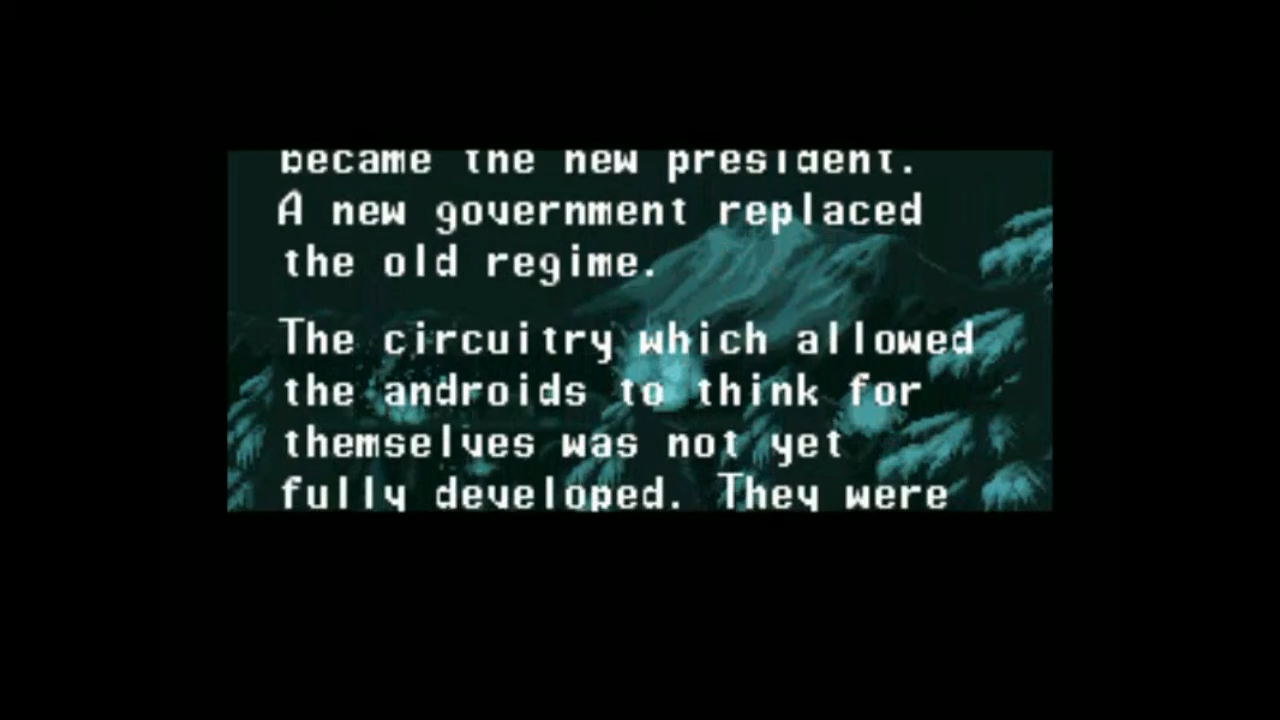 became the new president.
A new government replaced
the old regime.
The circuitry which allowed
the androids to think for
themselves was not yet
fully developed. They were